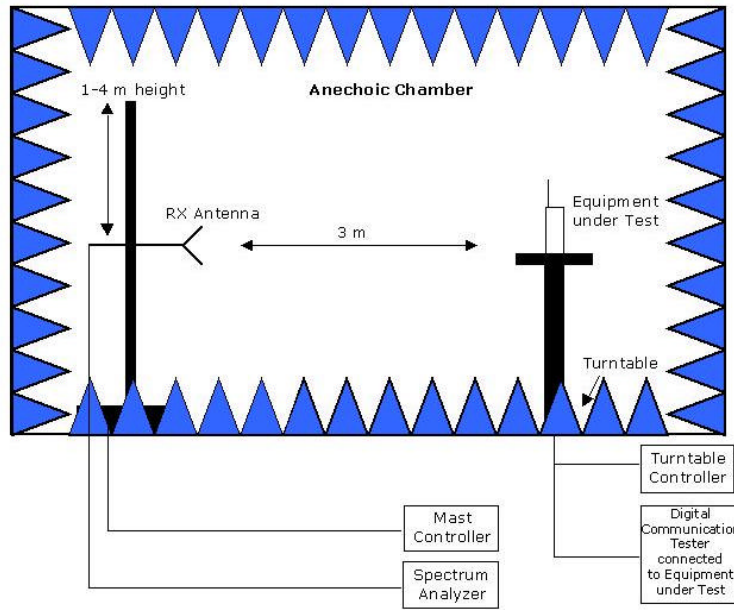 1-4 m height
Anechoic Chamber
RX Antenna
Equipment
under Test
3 m
Turntable
Turntable
Controller
Mast
Controller
Digital
Communication
Tester
connected
to Equipment
under Test
Spectrum
Analyzer